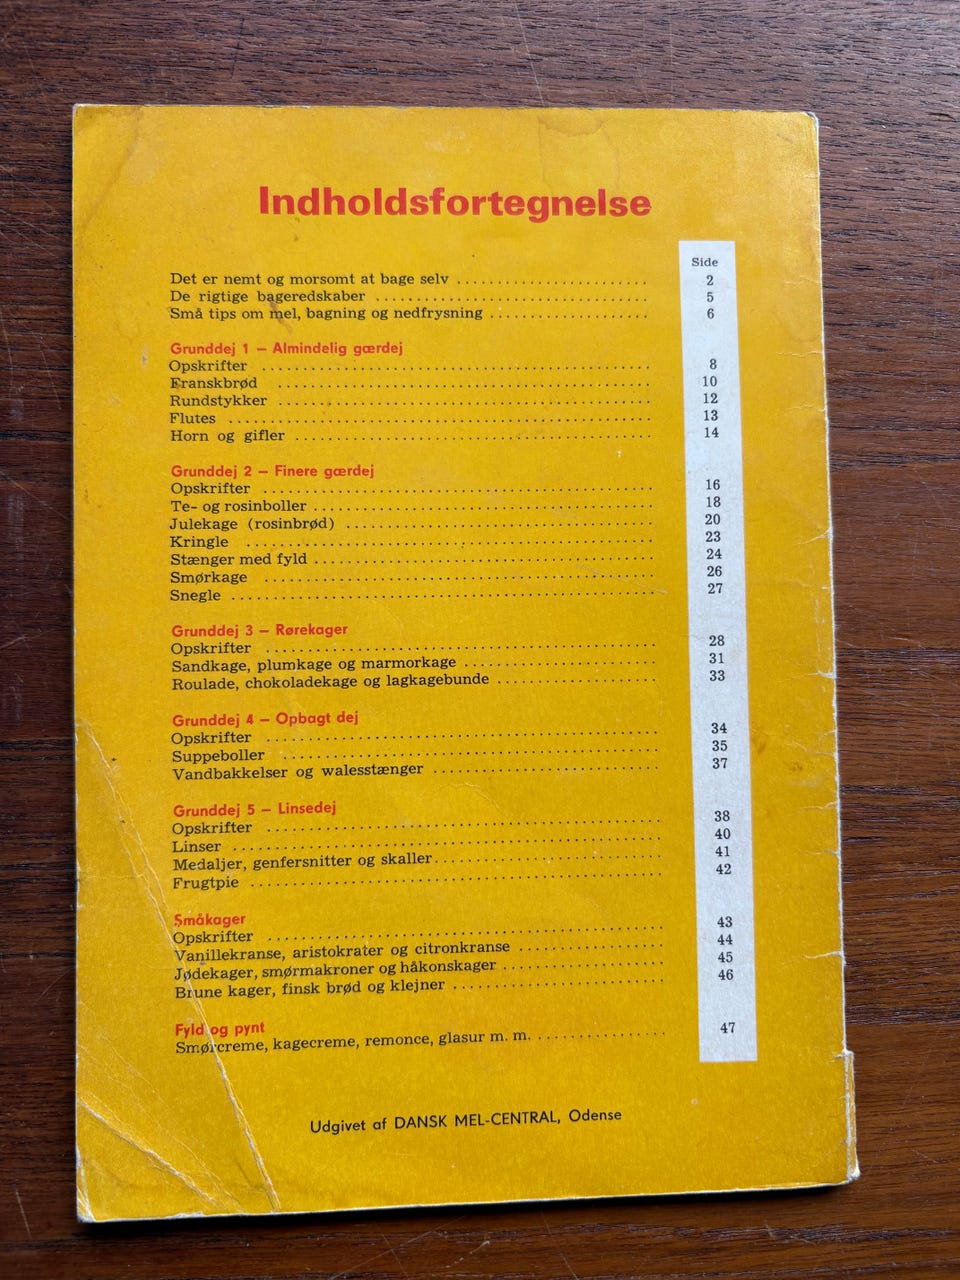 Indholdsfortegnelse
Side
Det er nemt og morsomt at bage selv ........................ 2
De rigtige bageredskaber .................................. 5
Små tips om mel, bagning og nedfrysning .................... 6
Grunddej 1 – Almindelig gærdej
Opskrifter ................................................ 8
Franskbrød ................................................ 10
Rundstykker ............................................... 12
Flutes .................................................... 13
Horn og gifler ............................................ 14
Grunddej 2 – Finere gærdej
Opskrifter ................................................ 16
Te- og rosinboller ........................................ 18
Julekage (rosinbrød) ...................................... 20
Kringle ................................................... 23
Stænger med fyld .......................................... 24
Smørkage .................................................. 26
Snegle .................................................... 27
Grunddej 3 – Rørekager
Opskrifter ................................................ 28
Sandkage, plumkage og marmorkage .......................... 31
Roulade, chokoladekage og lagkagebunde .................... 33
Grunddej 4 – Opbagt dej
Opskrifter ................................................ 34
Suppeboller ............................................... 35
Vandbakkelser og walesstænger ............................. 37
Grunddej 5 – Linsedej
Opskrifter ................................................ 38
Linser .................................................... 40
Medaljer, genfersnitter og skaller ........................ 41
Frugtpie .................................................. 42
Småkager
Opskrifter ................................................ 43
Vanillekranse, aristokrater og citronkranse ............... 44
Jødekager, smørmakroner og håkonskager .................... 45
Brune kager, finsk brød og klejner ........................ 46
Fyld og pynt
Smørcreme, kagecreme, remonce, glasur m. m. ............... 47
Udgivet af DANSK MEL-CENTRAL, Odense